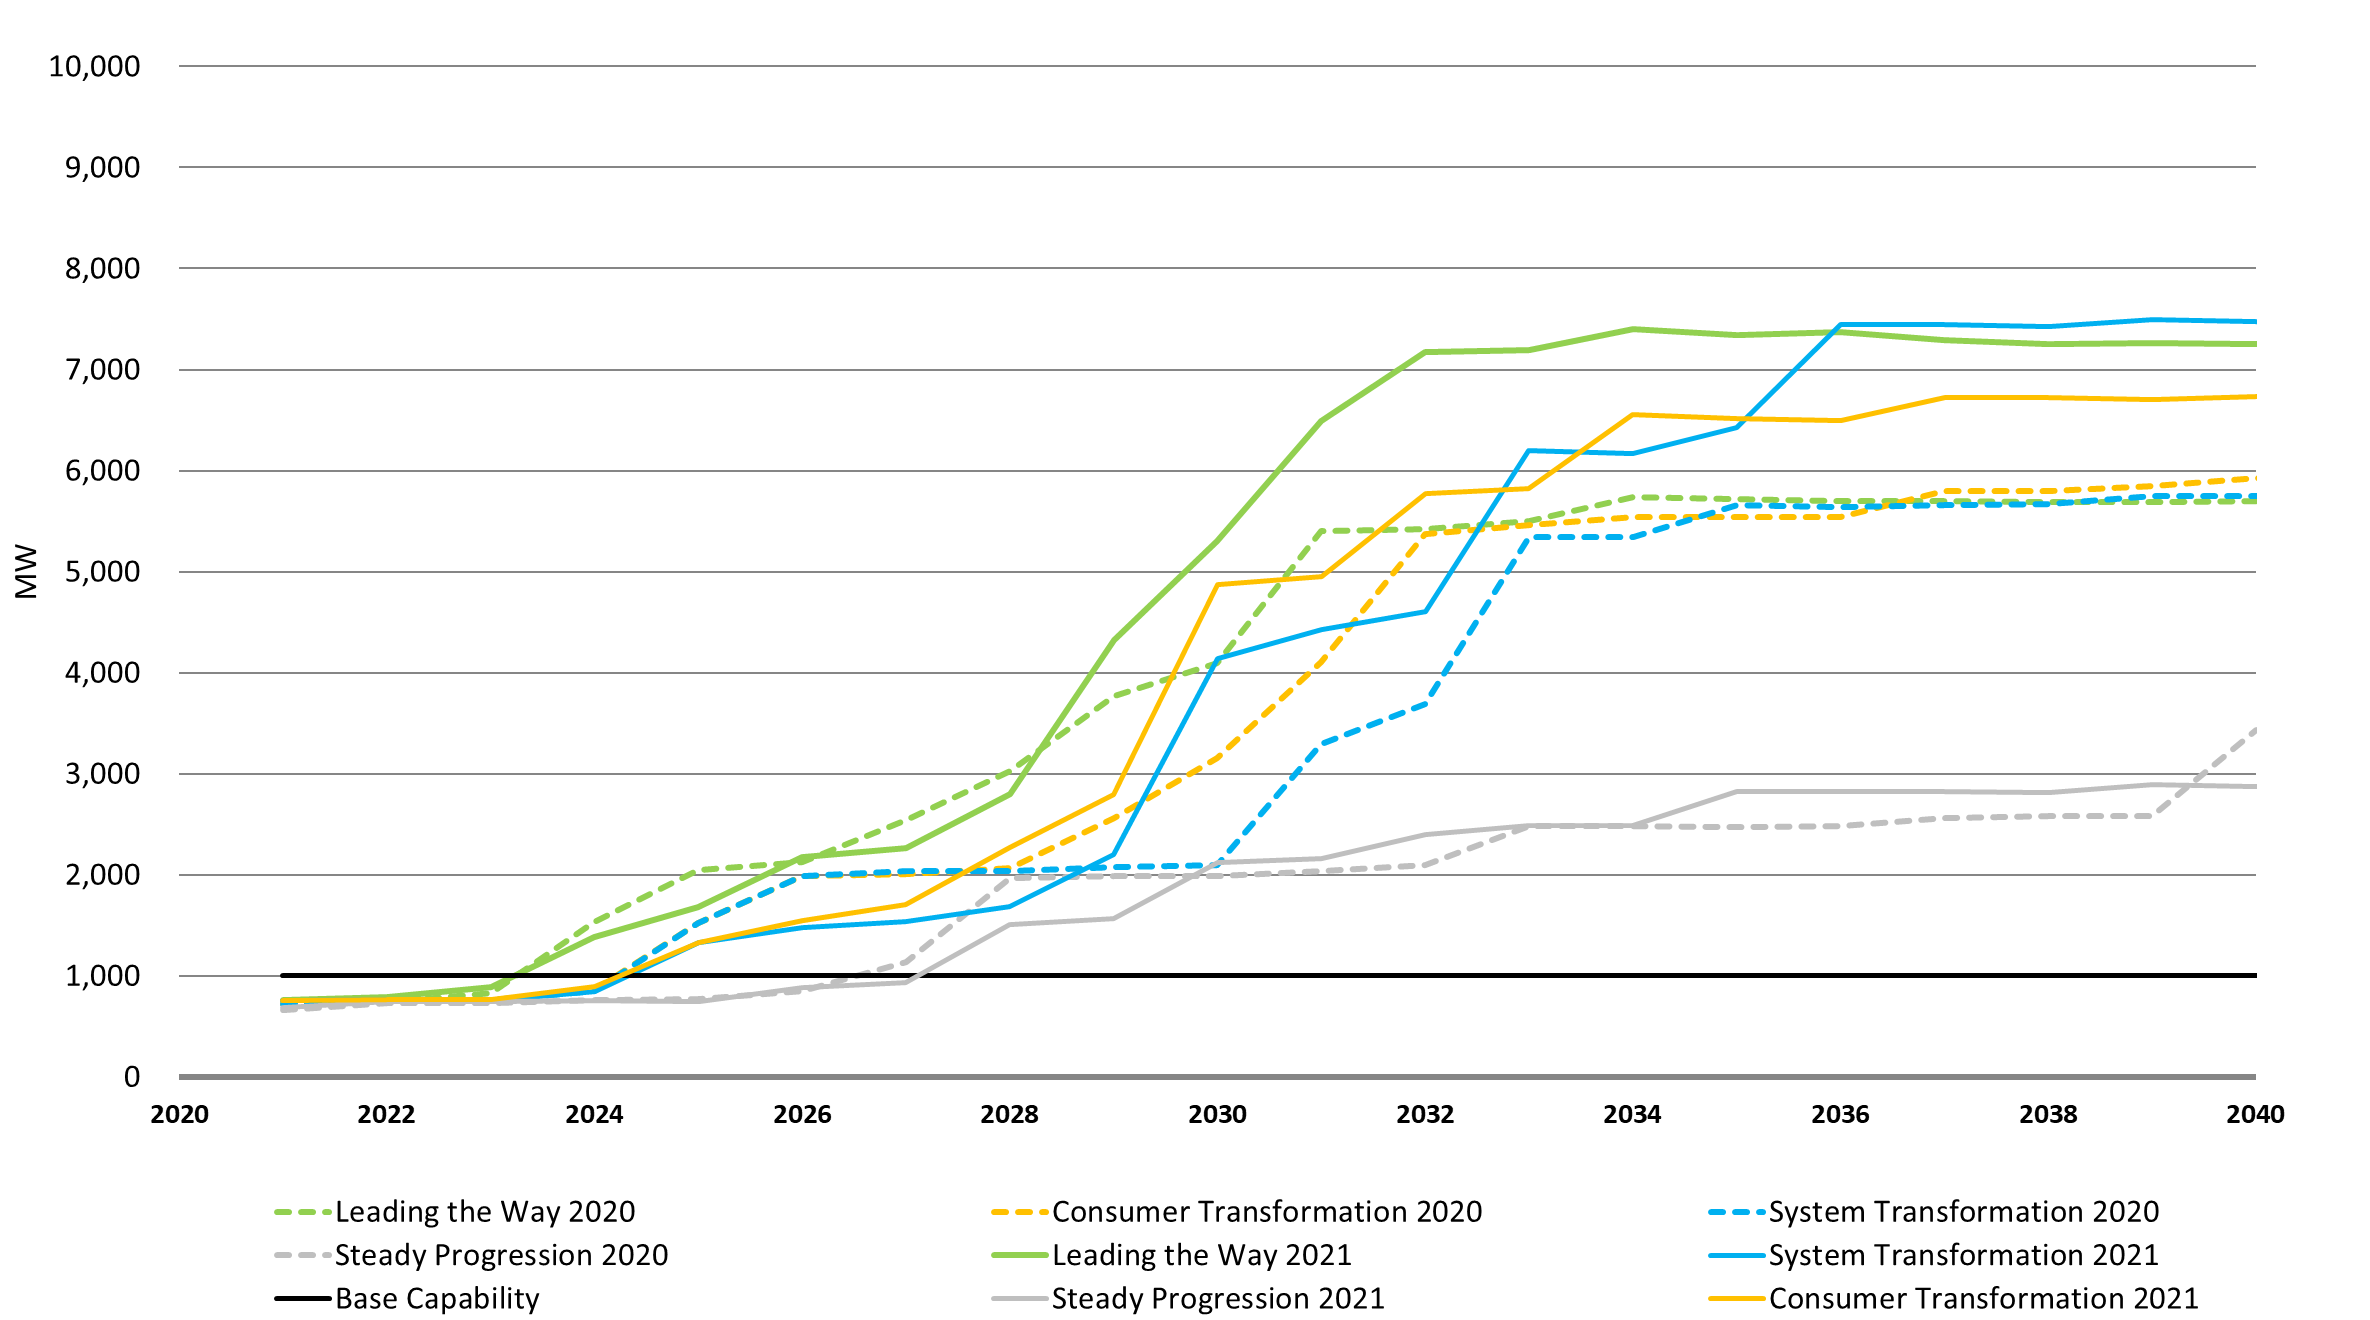 10,000
9,000
8,000
7,000
6,000
5,000
4,000
3,000
2,000
1,000
0
MW
2020 2022 2024 2026 2028 2030 2032 2034 2036 2038 2040
Leading the Way 2020 Consumer Transformation 2020 System Transformation 2020
Steady Progression 2020 Leading the Way 2021 System Transformation 2021
Base Capability Steady Progression 2021 Consumer Transformation 2021